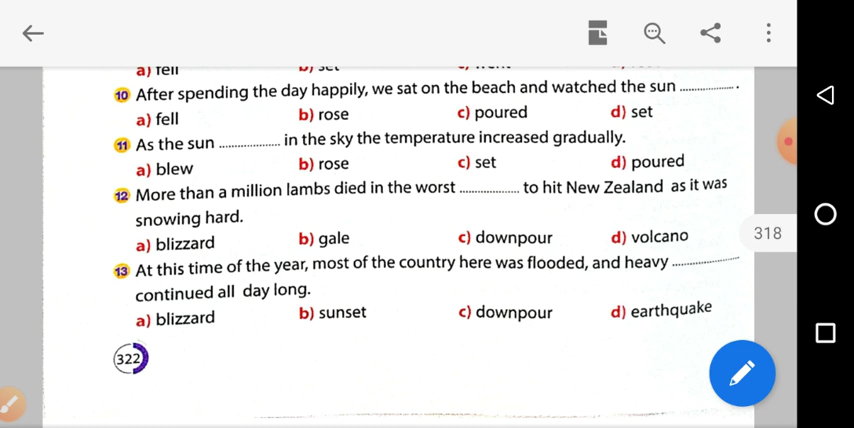 a) fell b) set
10 After spending the day happily, we sat on the beach and watched the sun .................. .
a) fell b) rose c) poured d) set
11 As the sun .................. in the sky the temperature increased gradually.
a) blew b) rose c) set d) poured
12 More than a million lambs died in the worst .................. to hit New Zealand as it was
snowing hard.
a) blizzard b) gale c) downpour d) volcano
318
13 At this time of the year, most of the country here was flooded, and heavy ..................
continued all day long.
a) blizzard b) sunset c) downpour d) earthquake
322